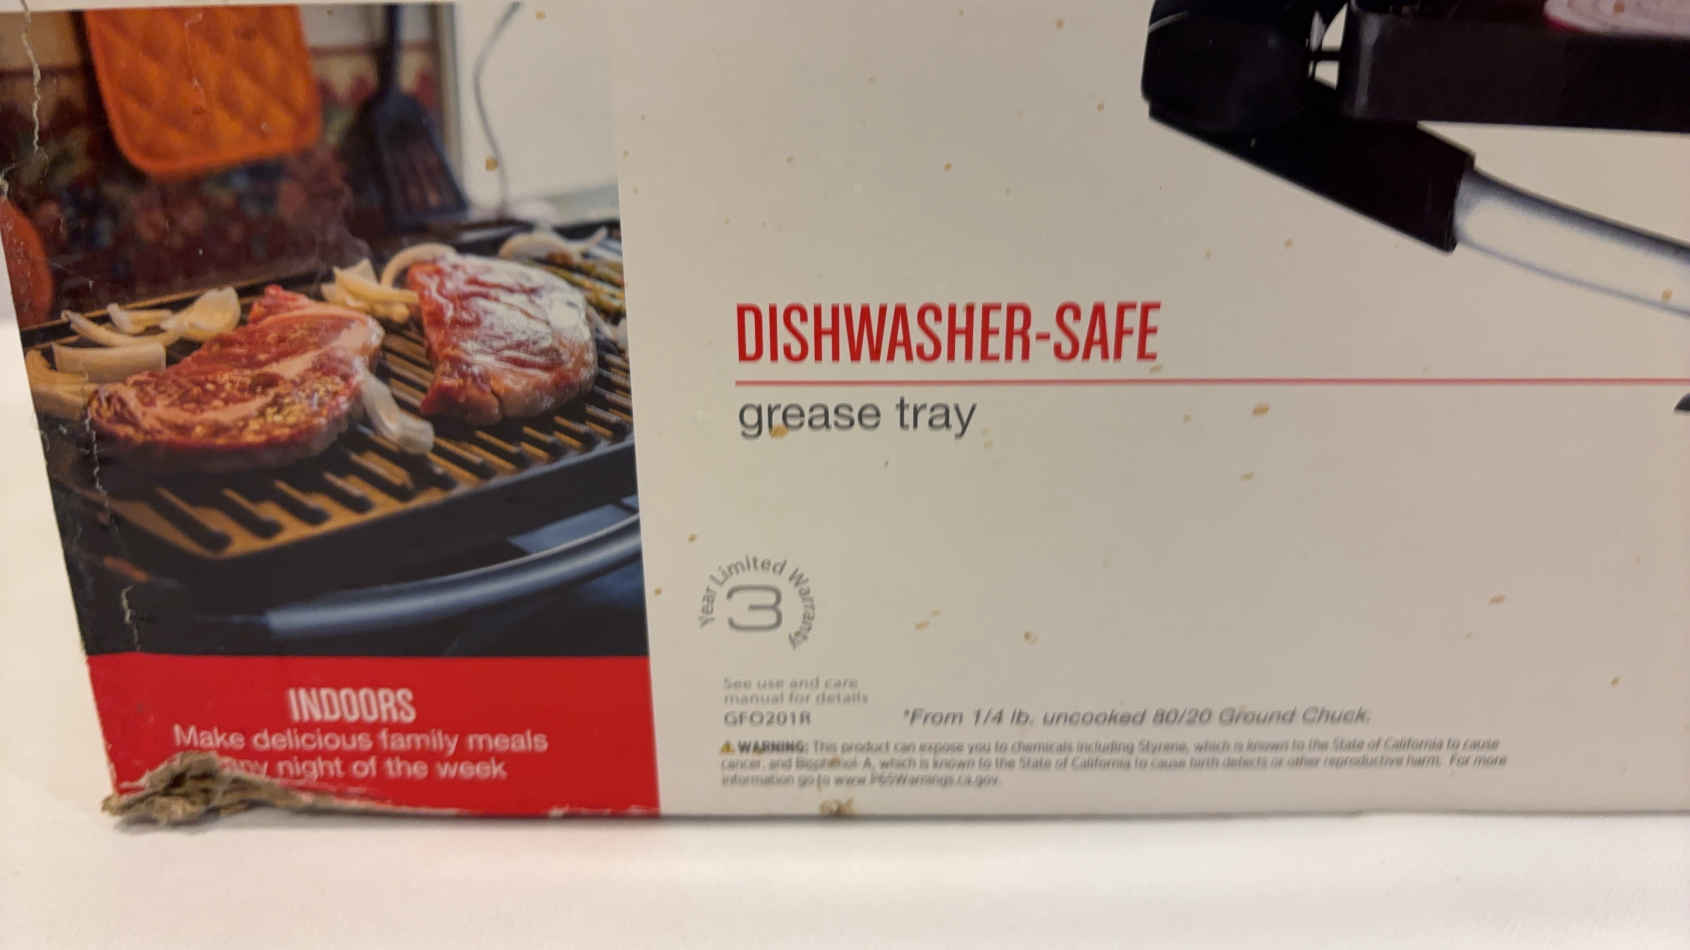 DISHWASHER-SAFE
grease tray
3 Year Limited Warranty
See use and care
manual for details
GFO201R
*From 1/4 lb. uncooked 80/20 Ground Chuck.
WARNING: This product can expose you to chemicals including Styrene, which is known to the State of California to cause
cancer, and Bisphenol A, which is known to the State of California to cause birth defects or other reproductive harm. For more
information go to www.P65Warnings.ca.gov.
INDOORS
Make delicious family meals
night of the week